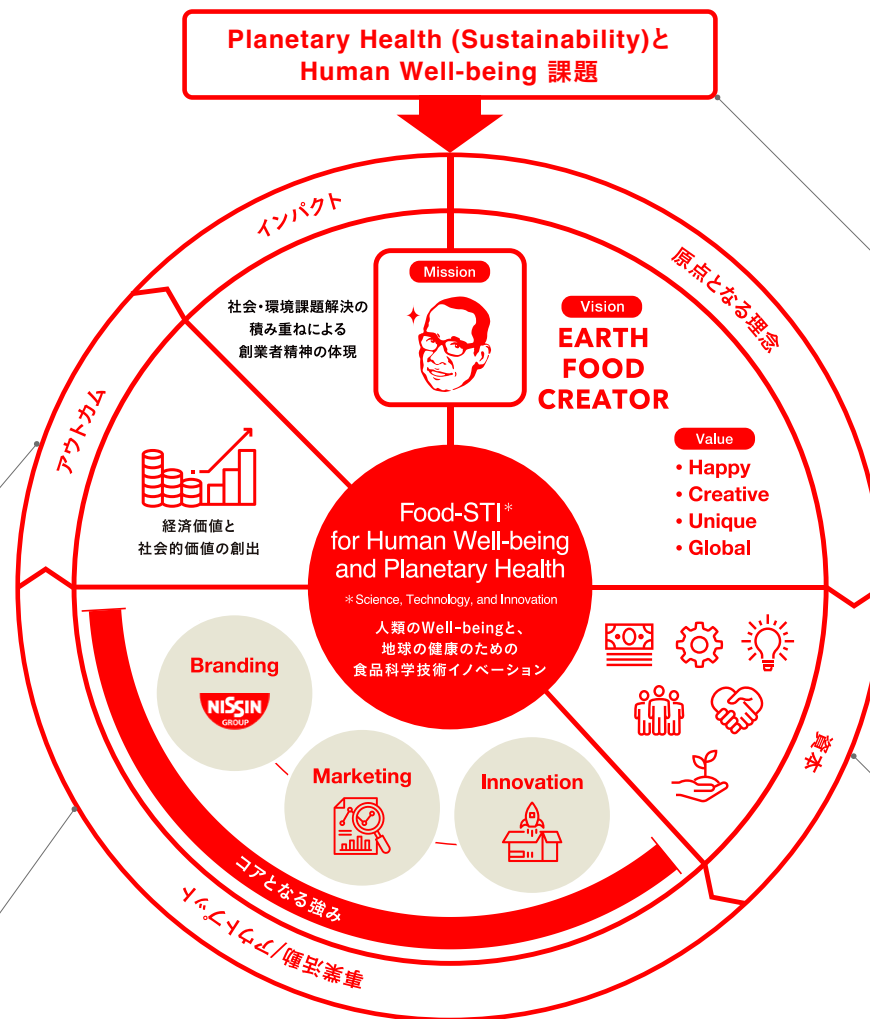 Planetary Health (Sustainability)と
Human Well-being 課題
インパクト
原点となる理念
アウトカム
資本
事業活動/アウトプット
社会・環境課題解決の
積み重ねによる
創業者精神の体現
Mission
Vision
EARTH
FOOD
CREATOR
Value
• Happy
• Creative
• Unique
• Global
経済価値と
社会的価値の創出
Food-STI*
for Human Well-being
and Planetary Health
*Science, Technology, and Innovation
人類のWell-beingと、
地球の健康のための
食品科学技術イノベーション
Branding
NISSIN
GROUP
Marketing
Innovation
コアとなる強み